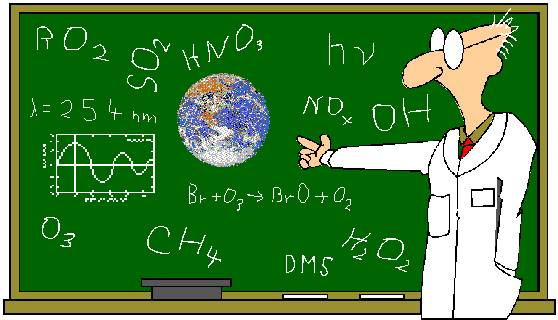 RO₂
SO₂
HNO₃
hν
λ = 254 nm
NOₓ
OH
Br + O₃ → BrO + O₂
O₃
CH₄
DMS
H₂O₂